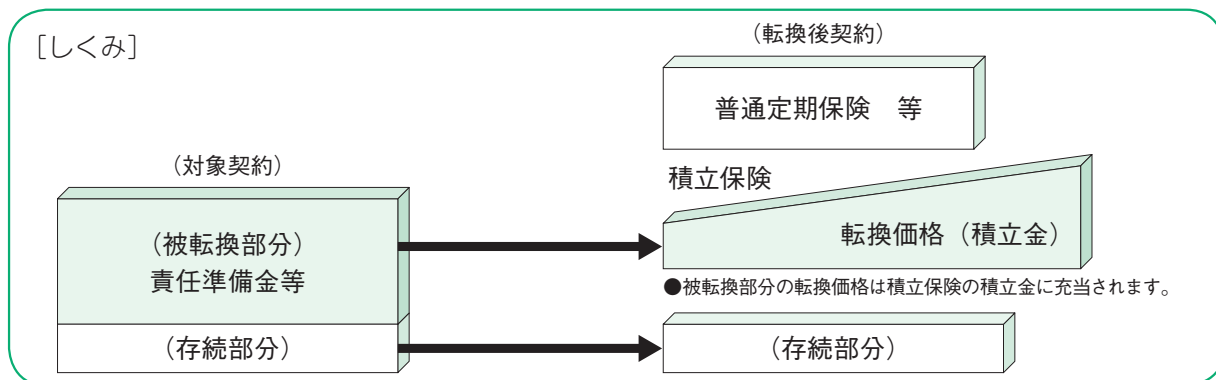 ［しくみ］
（転換後契約）
普通定期保険　等
（対象契約）
積立保険
（被転換部分）
責任準備金等
転換価格（積立金）
●被転換部分の転換価格は積立保険の積立金に充当されます。
（存続部分）
（存続部分）